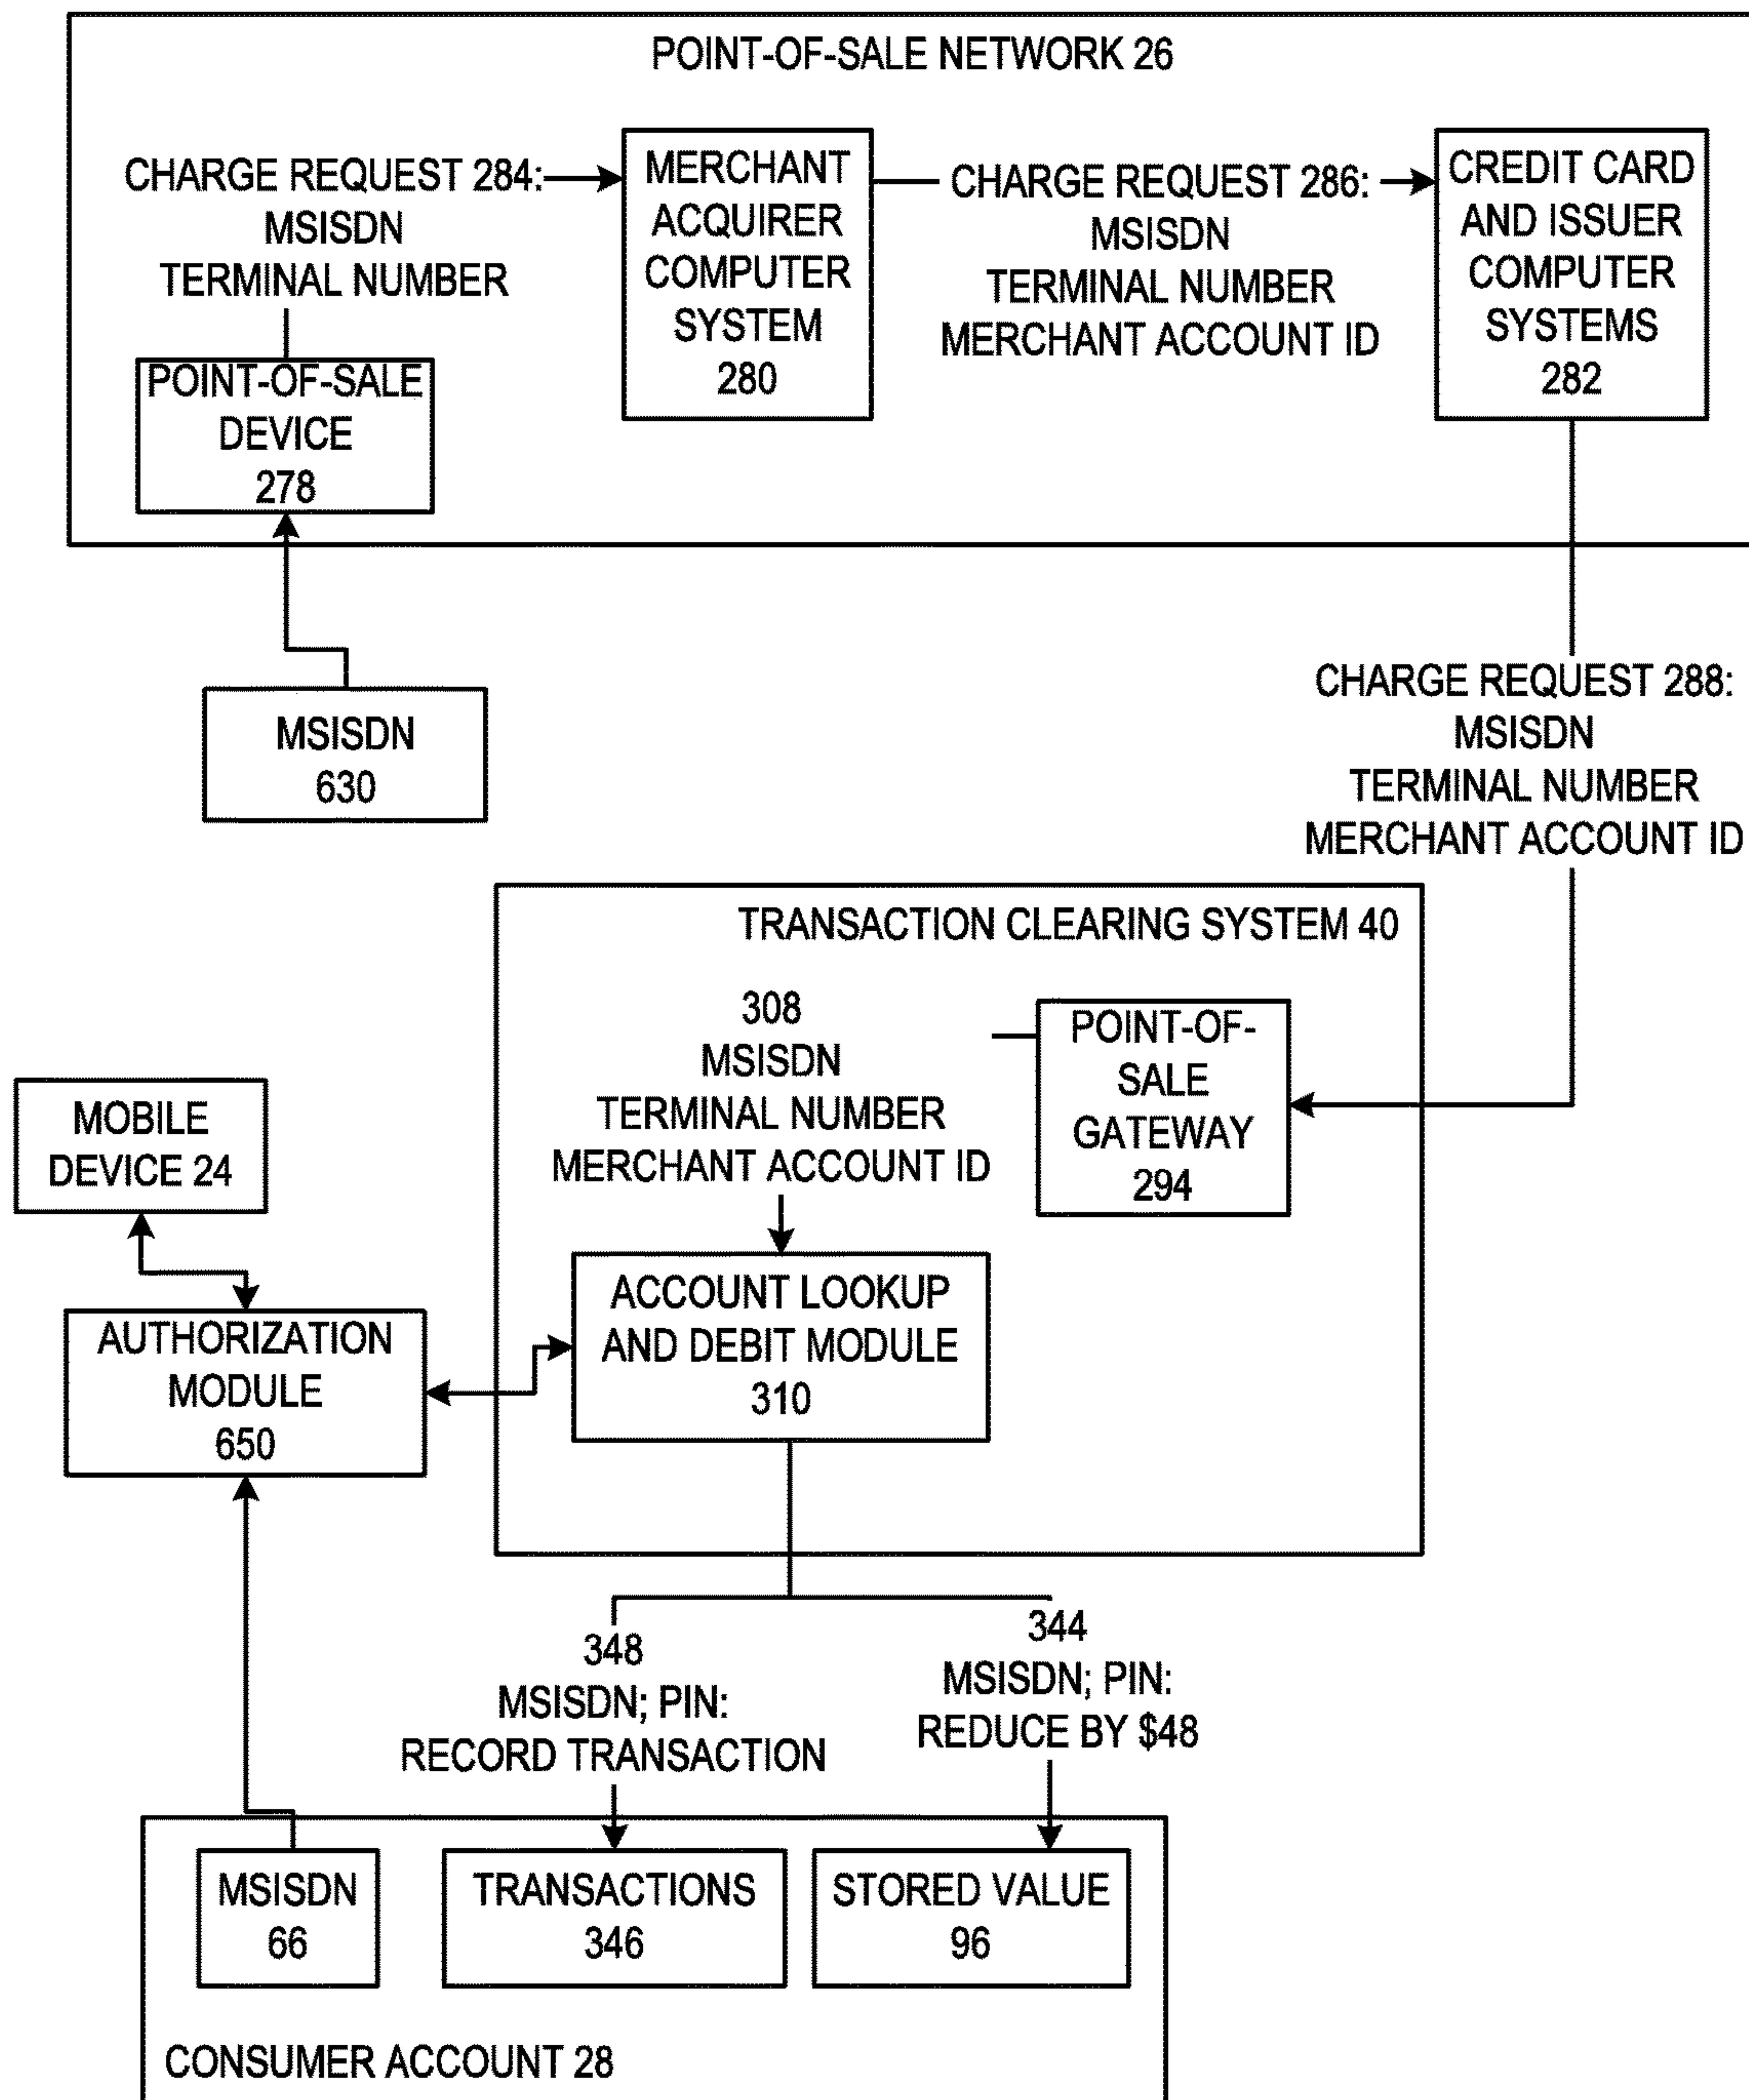 POINT-OF-SALE NETWORK 26
CHARGE REQUEST 284:
MSISDN
TERMINAL NUMBER
MERCHANT
ACQUIRER
COMPUTER
SYSTEM
280
CHARGE REQUEST 286:
MSISDN
TERMINAL NUMBER
MERCHANT ACCOUNT ID
CREDIT CARD
AND ISSUER
COMPUTER
SYSTEMS
282
POINT-OF-SALE
DEVICE
278
MSISDN
630
CHARGE REQUEST 288:
MSISDN
TERMINAL NUMBER
MERCHANT ACCOUNT ID
TRANSACTION CLEARING SYSTEM 40
308
MSISDN
TERMINAL NUMBER
MERCHANT ACCOUNT ID
POINT-OF-
SALE
GATEWAY
294
MOBILE
DEVICE 24
ACCOUNT LOOKUP
AND DEBIT MODULE
310
AUTHORIZATION
MODULE
650
348
MSISDN; PIN:
RECORD TRANSACTION
344
MSISDN; PIN:
REDUCE BY $48
MSISDN
66
TRANSACTIONS
346
STORED VALUE
96
CONSUMER ACCOUNT 28